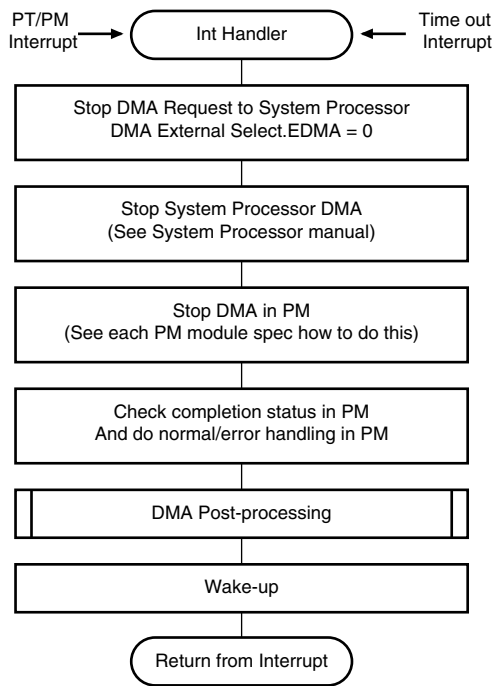 PT/PM
Interrupt
Int Handler
Time out
Interrupt
Stop DMA Request to System Processor
DMA External Select.EDMA = 0
Stop System Processor DMA
(See System Processor manual)
Stop DMA in PM
(See each PM module spec how to do this)
Check completion status in PM
And do normal/error handling in PM
DMA Post-processing
Wake-up
Return from Interrupt